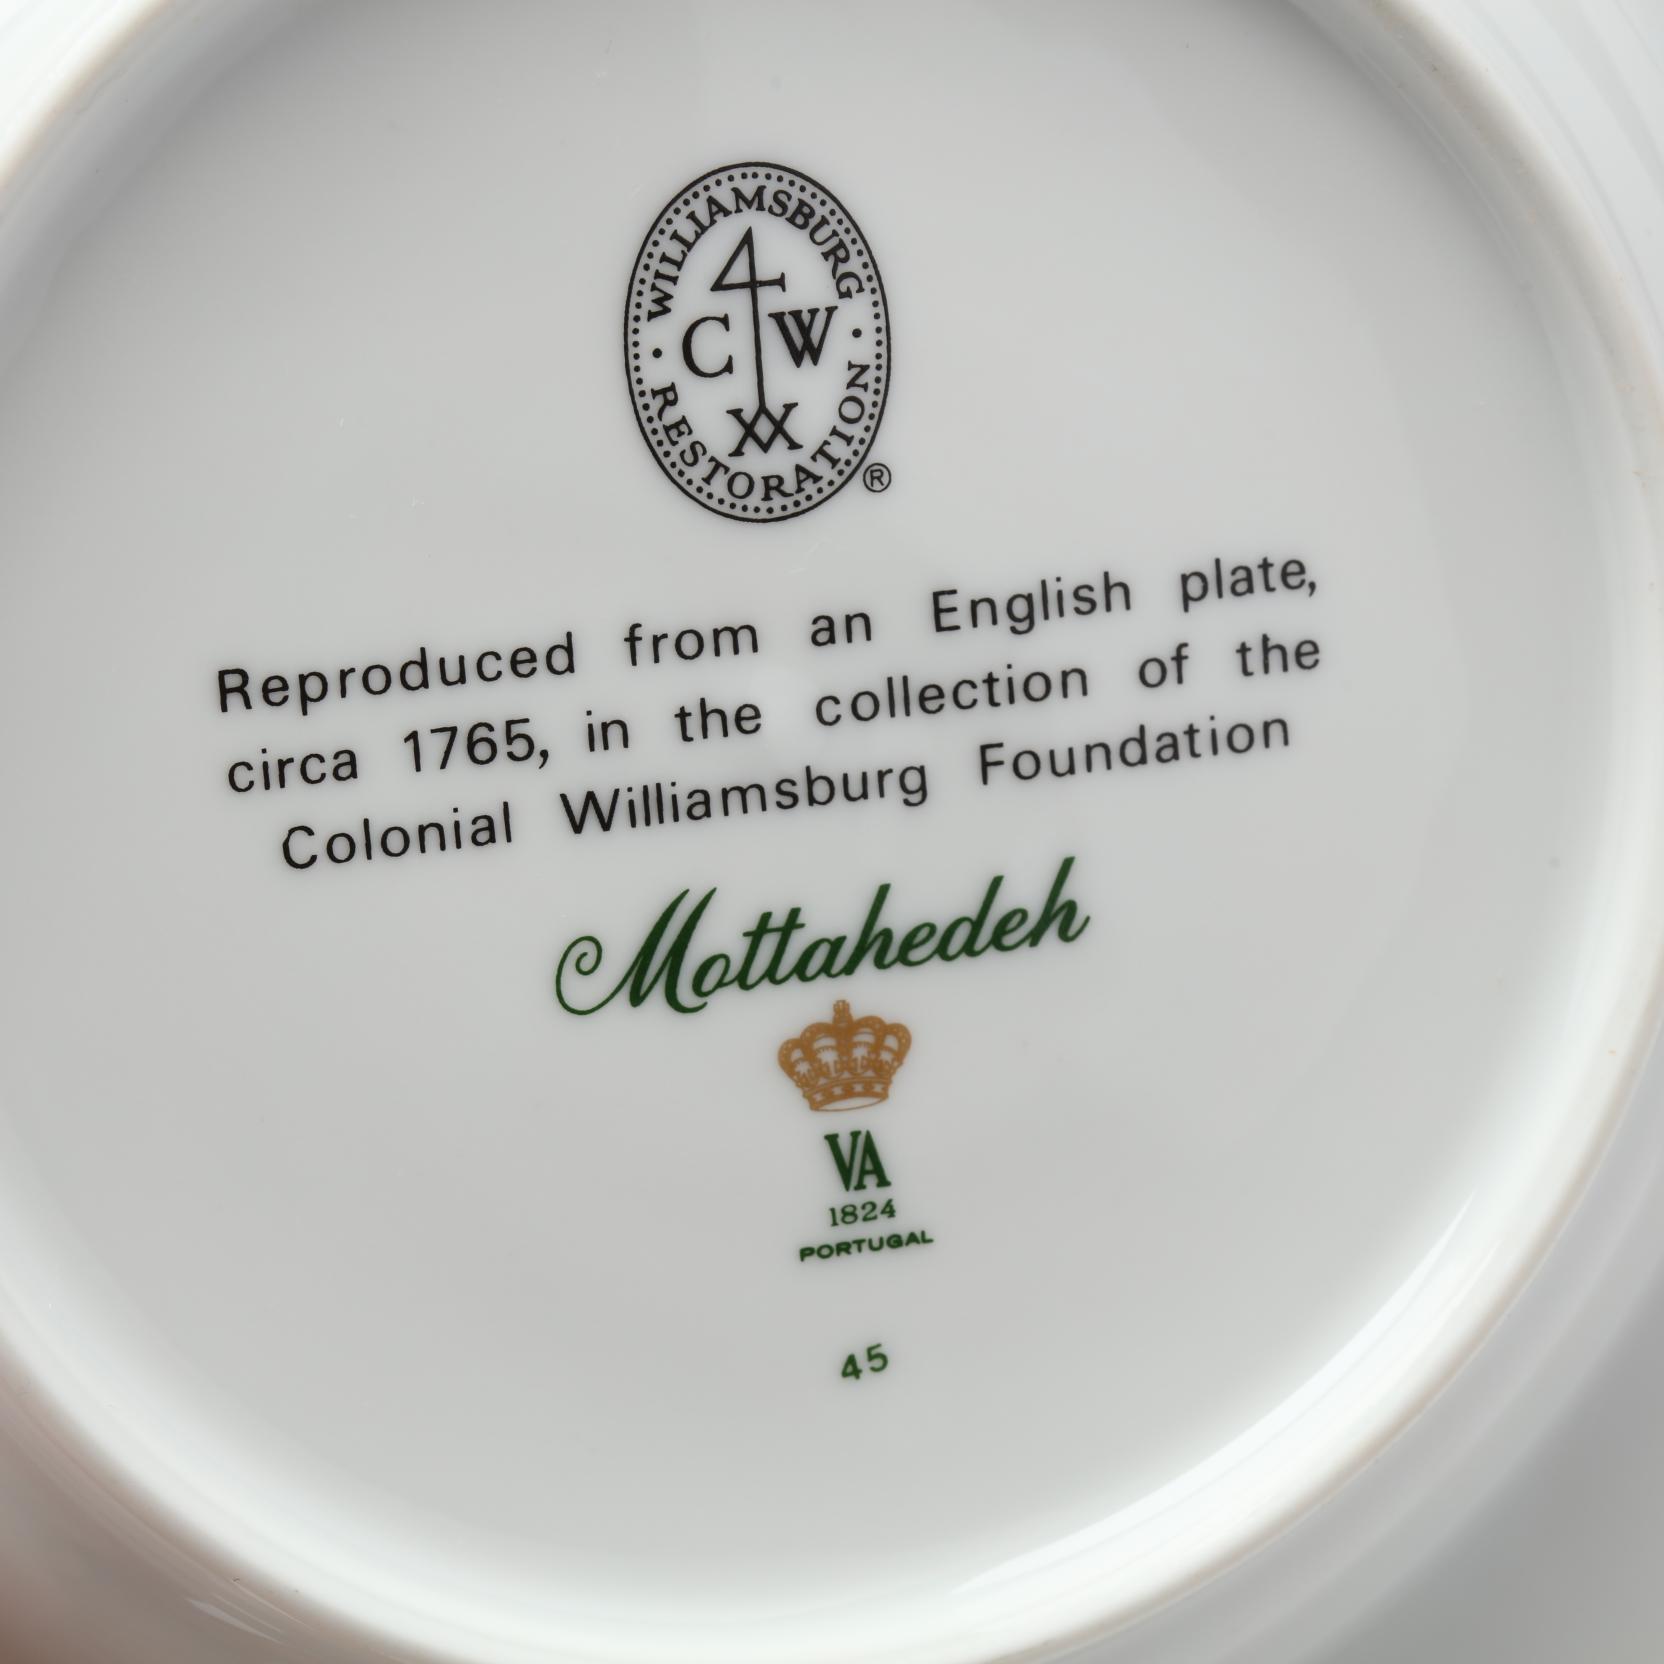 WILLIAMSBURG
C W
RESTORATION
®
Reproduced from an English plate,
circa 1765, in the collection of the
Colonial Williamsburg Foundation
Mottahedeh
VA
1824
PORTUGAL
45